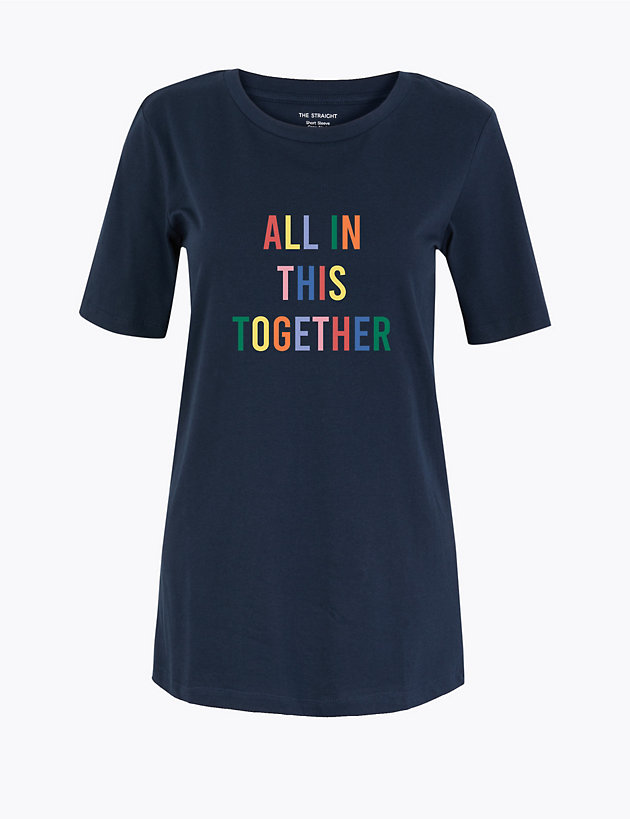 THE STRAIGHT
Short Sleeve
ALL IN
THIS
TOGETHER